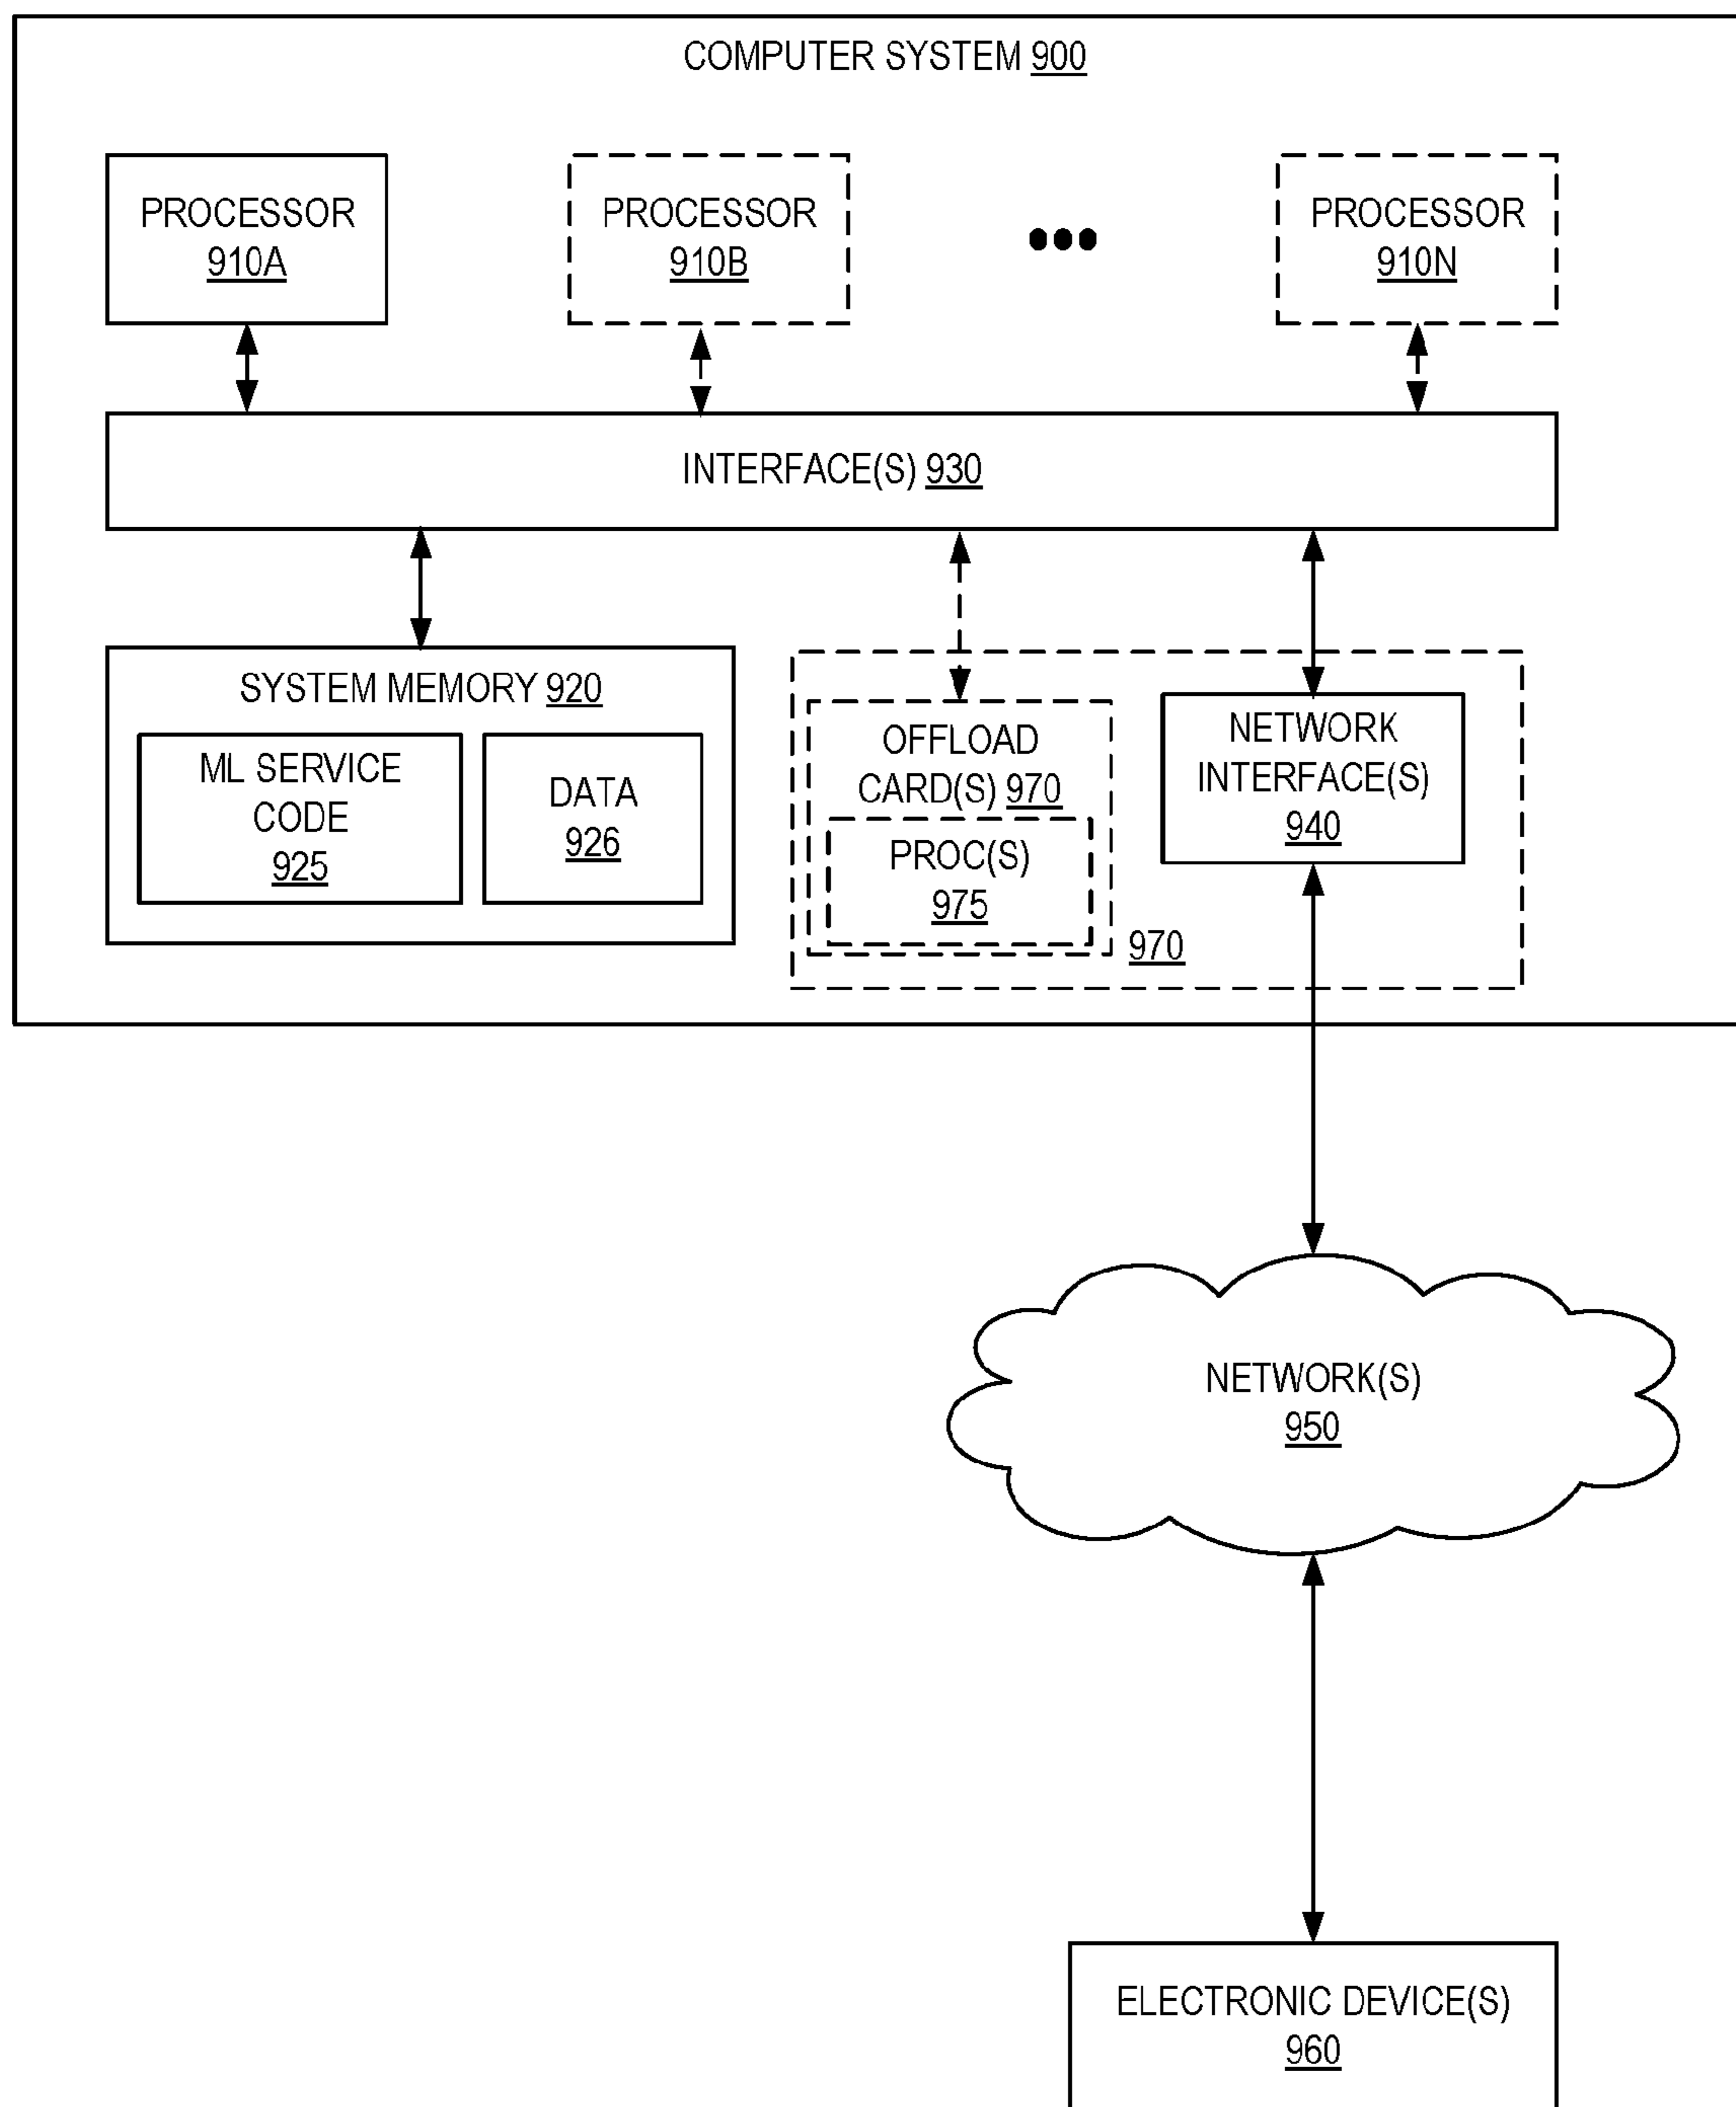 COMPUTER SYSTEM 900
PROCESSOR
910A
PROCESSOR
910B
PROCESSOR
910N
INTERFACE(S) 930
SYSTEM MEMORY 920
ML SERVICE
CODE
925
DATA
926
OFFLOAD
CARD(S) 970
PROC(S)
975
970
NETWORK
INTERFACE(S)
940
NETWORK(S)
950
ELECTRONIC DEVICE(S)
960